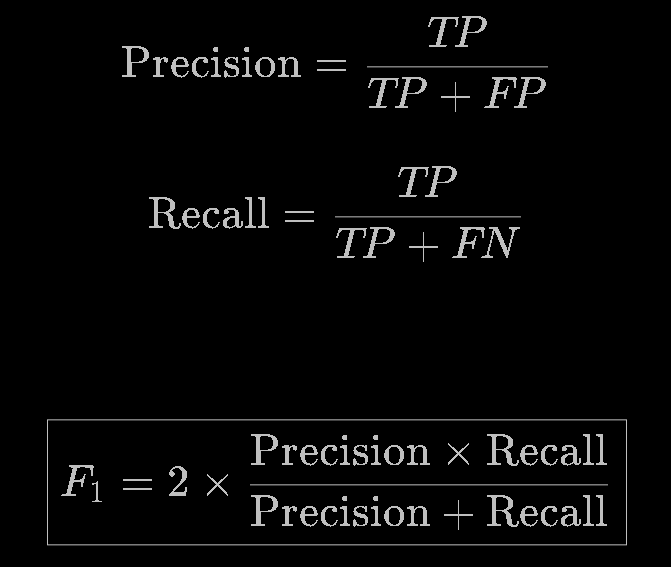 Precision = TP / (TP + FP)
Recall = TP / (TP + FN)
F₁ = 2 × (Precision × Recall) / (Precision + Recall)